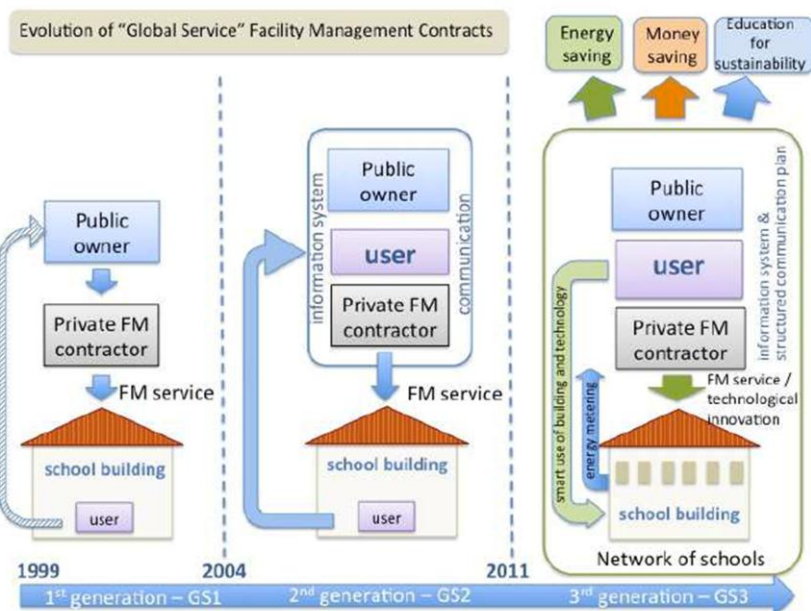 Evolution of "Global Service" Facility Management Contracts
Energy
saving
Money
saving
Education
for
sustainability
Public
owner
Private FM
contractor
FM service
school building
user
information system
Public
owner
user
Private FM
contractor
communication
FM service
school building
user
Public
owner
user
Private FM
contractor
information system &
structured communication plan
smart use of building and technology
energy metering
FM service /
technological
innovation
school building
Network of schools
1999
2004
2011
1st generation – GS1
2nd generation – GS2
3rd generation – GS3